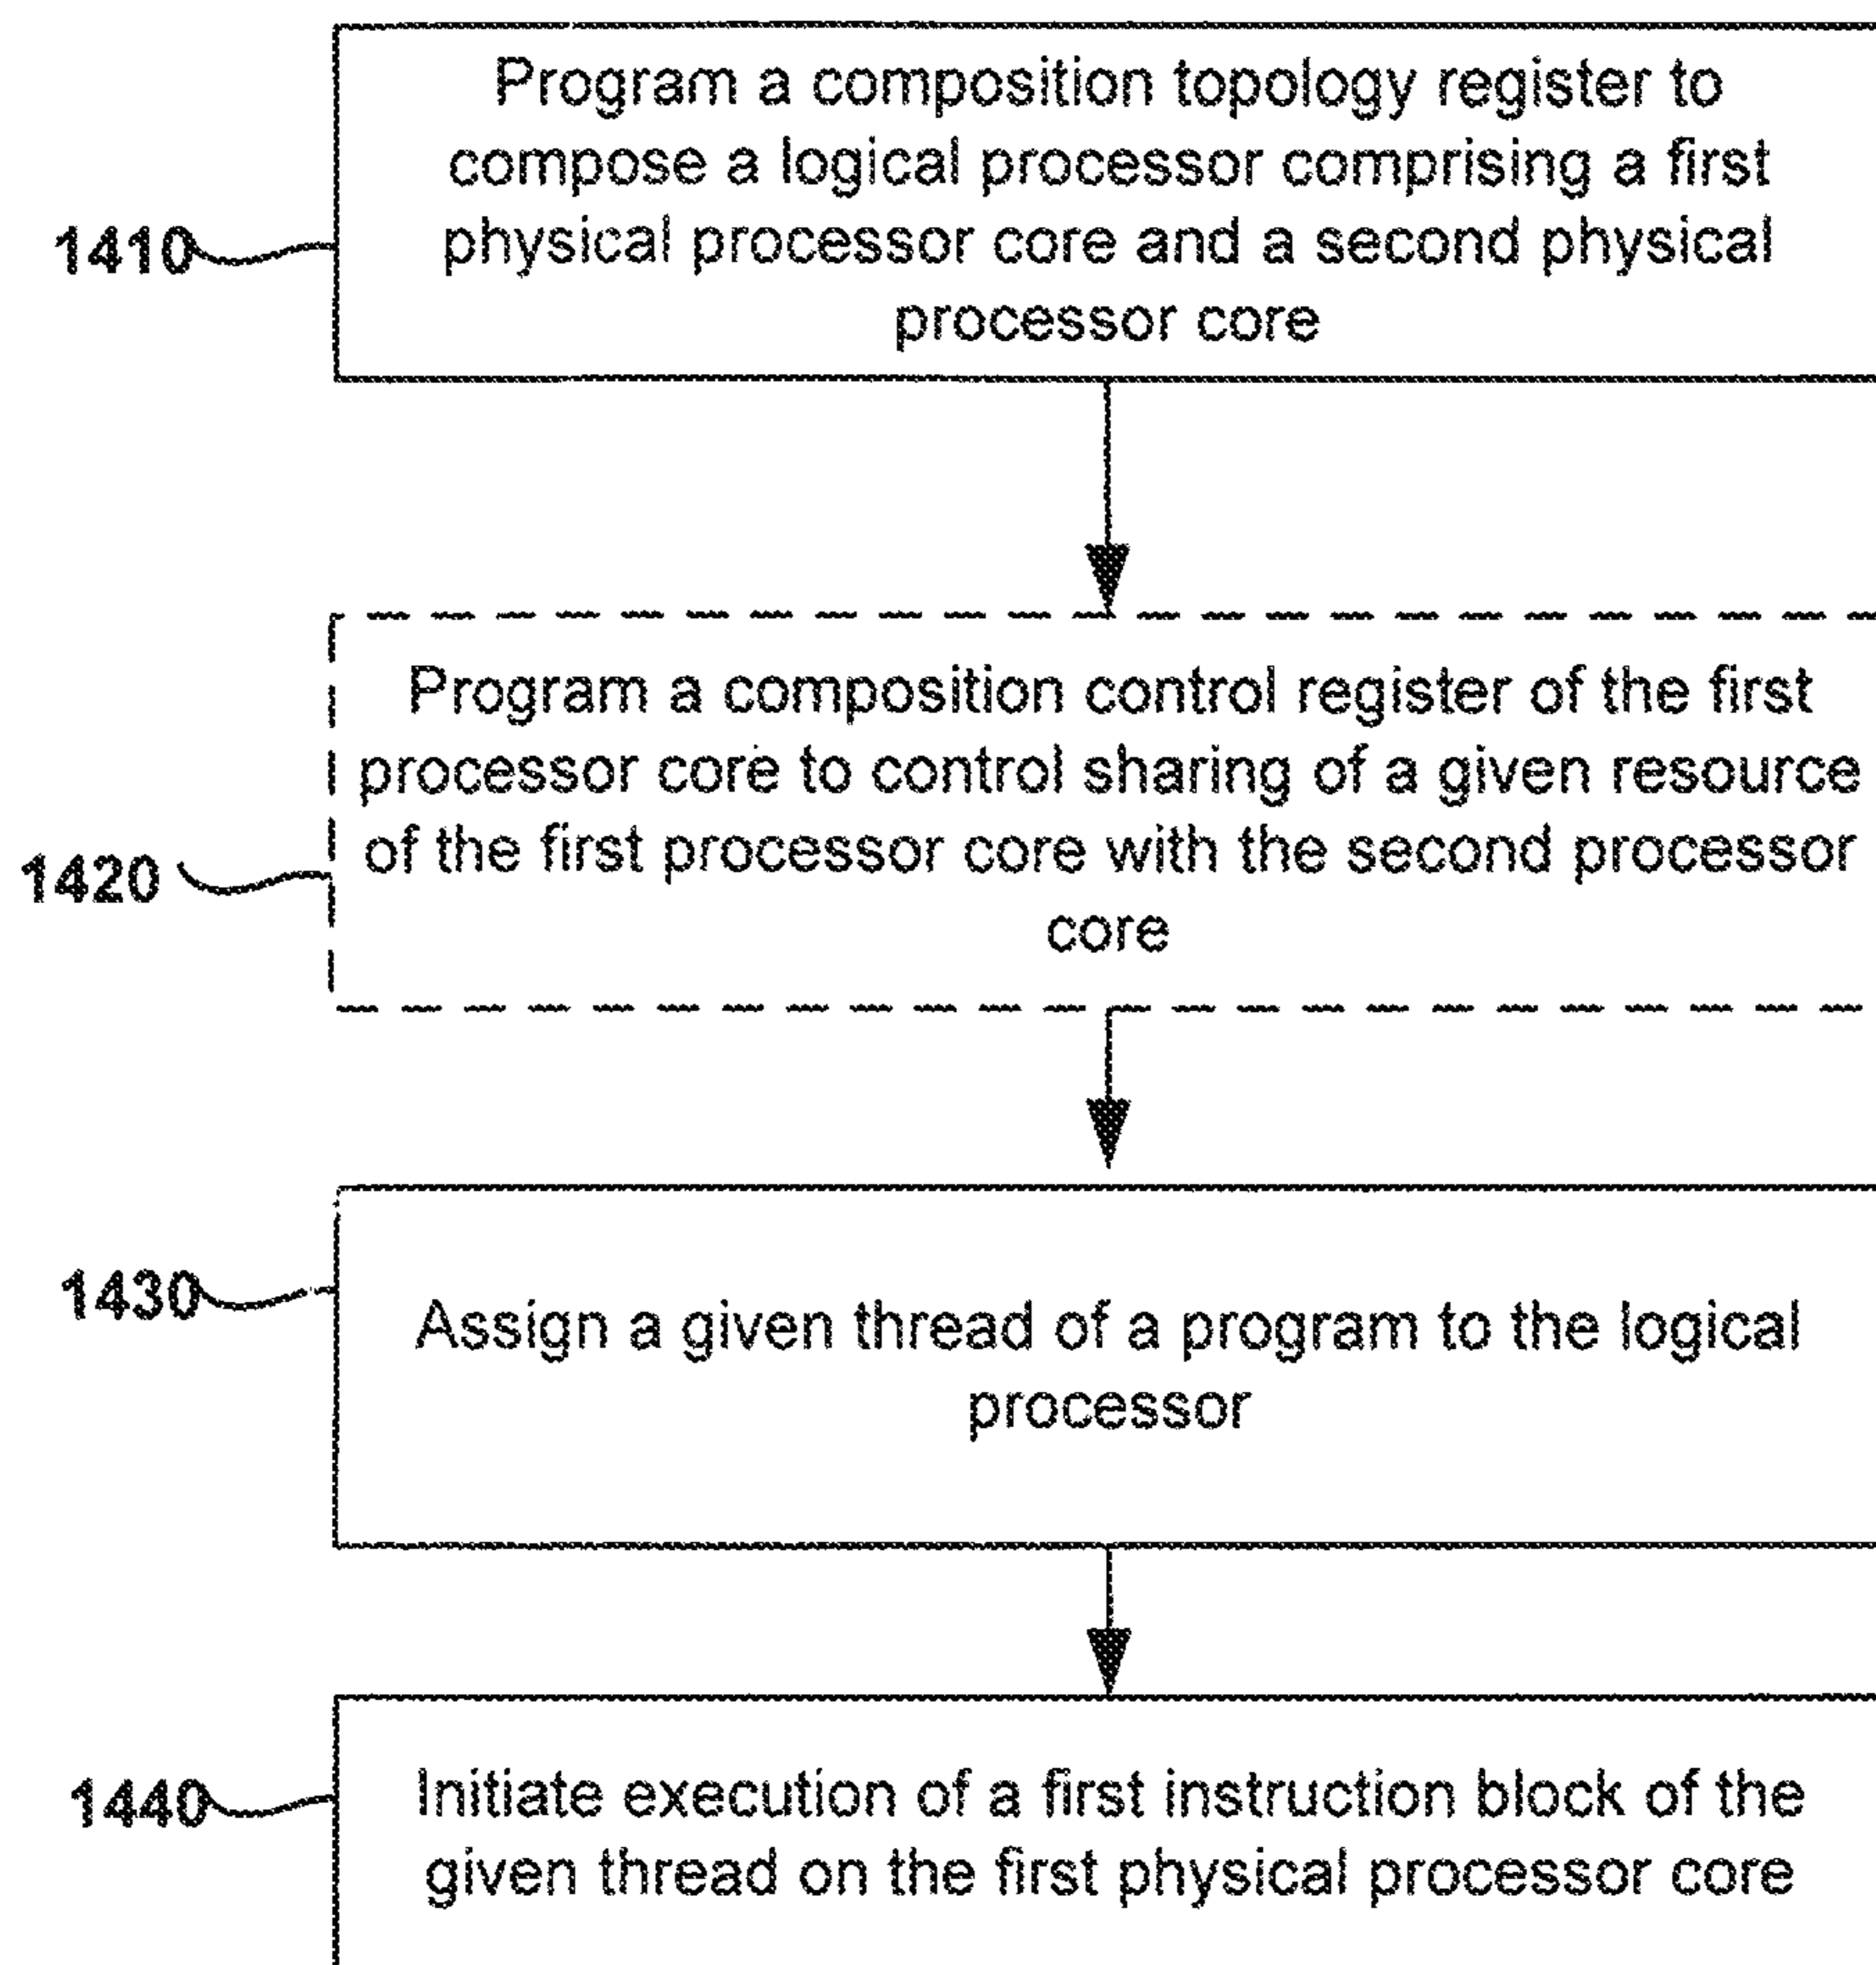 Program a composition topology register to
compose a logical processor comprising a first
physical processor core and a second physical
processor core
1410
Program a composition control register of the first
processor core to control sharing of a given resource
of the first processor core with the second processor
core
1420
Assign a given thread of a program to the logical
processor
1430
Initiate execution of a first instruction block of the
given thread on the first physical processor core
1440